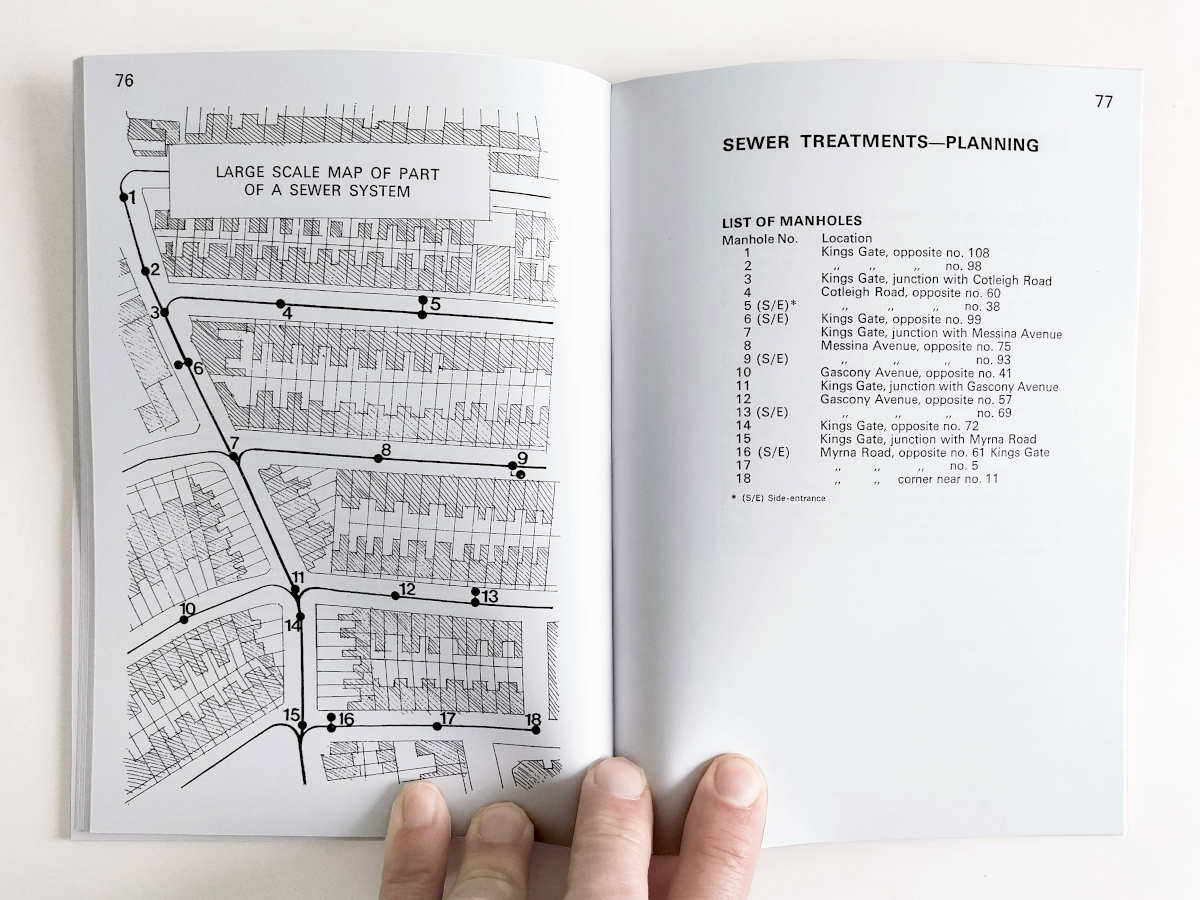 76
LARGE SCALE MAP OF PART
OF A SEWER SYSTEM
1
2
3
4
5
6
7
8
9
10
11
12
13
14
15
16
17
18
77
SEWER TREATMENTS—PLANNING
LIST OF MANHOLES
Manhole No. Location
1 Kings Gate, opposite no. 108
2 ,, ,, ,, no. 98
3 Kings Gate, junction with Cotleigh Road
4 Cotleigh Road, opposite no. 60
5 (S/E)* ,, ,, ,, no. 38
6 (S/E) Kings Gate, opposite no. 99
7 Kings Gate, junction with Messina Avenue
8 Messina Avenue, opposite no. 75
9 (S/E) ,, ,, ,, no. 93
10 Gascony Avenue, opposite no. 41
11 Kings Gate, junction with Gascony Avenue
12 Gascony Avenue, opposite no. 57
13 (S/E) ,, ,, ,, no. 69
14 Kings Gate, opposite no. 72
15 Kings Gate, junction with Myrna Road
16 (S/E) Myrna Road, opposite no. 61 Kings Gate
17 ,, ,, ,, no. 5
18 ,, ,, corner near no. 11
* (S/E) Side-entrance